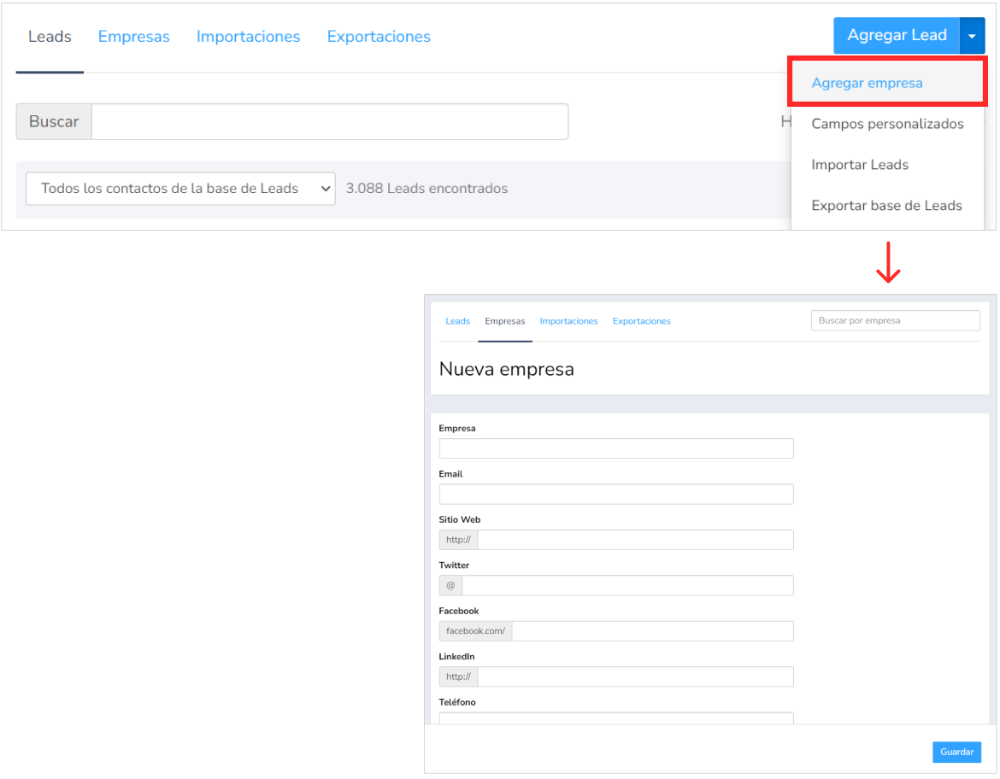 Leads Empresas Importaciones Exportaciones Agregar Lead
Agregar empresa
Buscar H Campos personalizados
Importar Leads
Todos los contactos de la base de Leads 3.088 Leads encontrados
Exportar base de Leads
Leads Empresas Importaciones Exportaciones Buscar por empresa
Nueva empresa
Empresa
Email
Sitio Web
http://
Twitter
@
Facebook
facebook.com/
LinkedIn
http://
Teléfono
Guardar